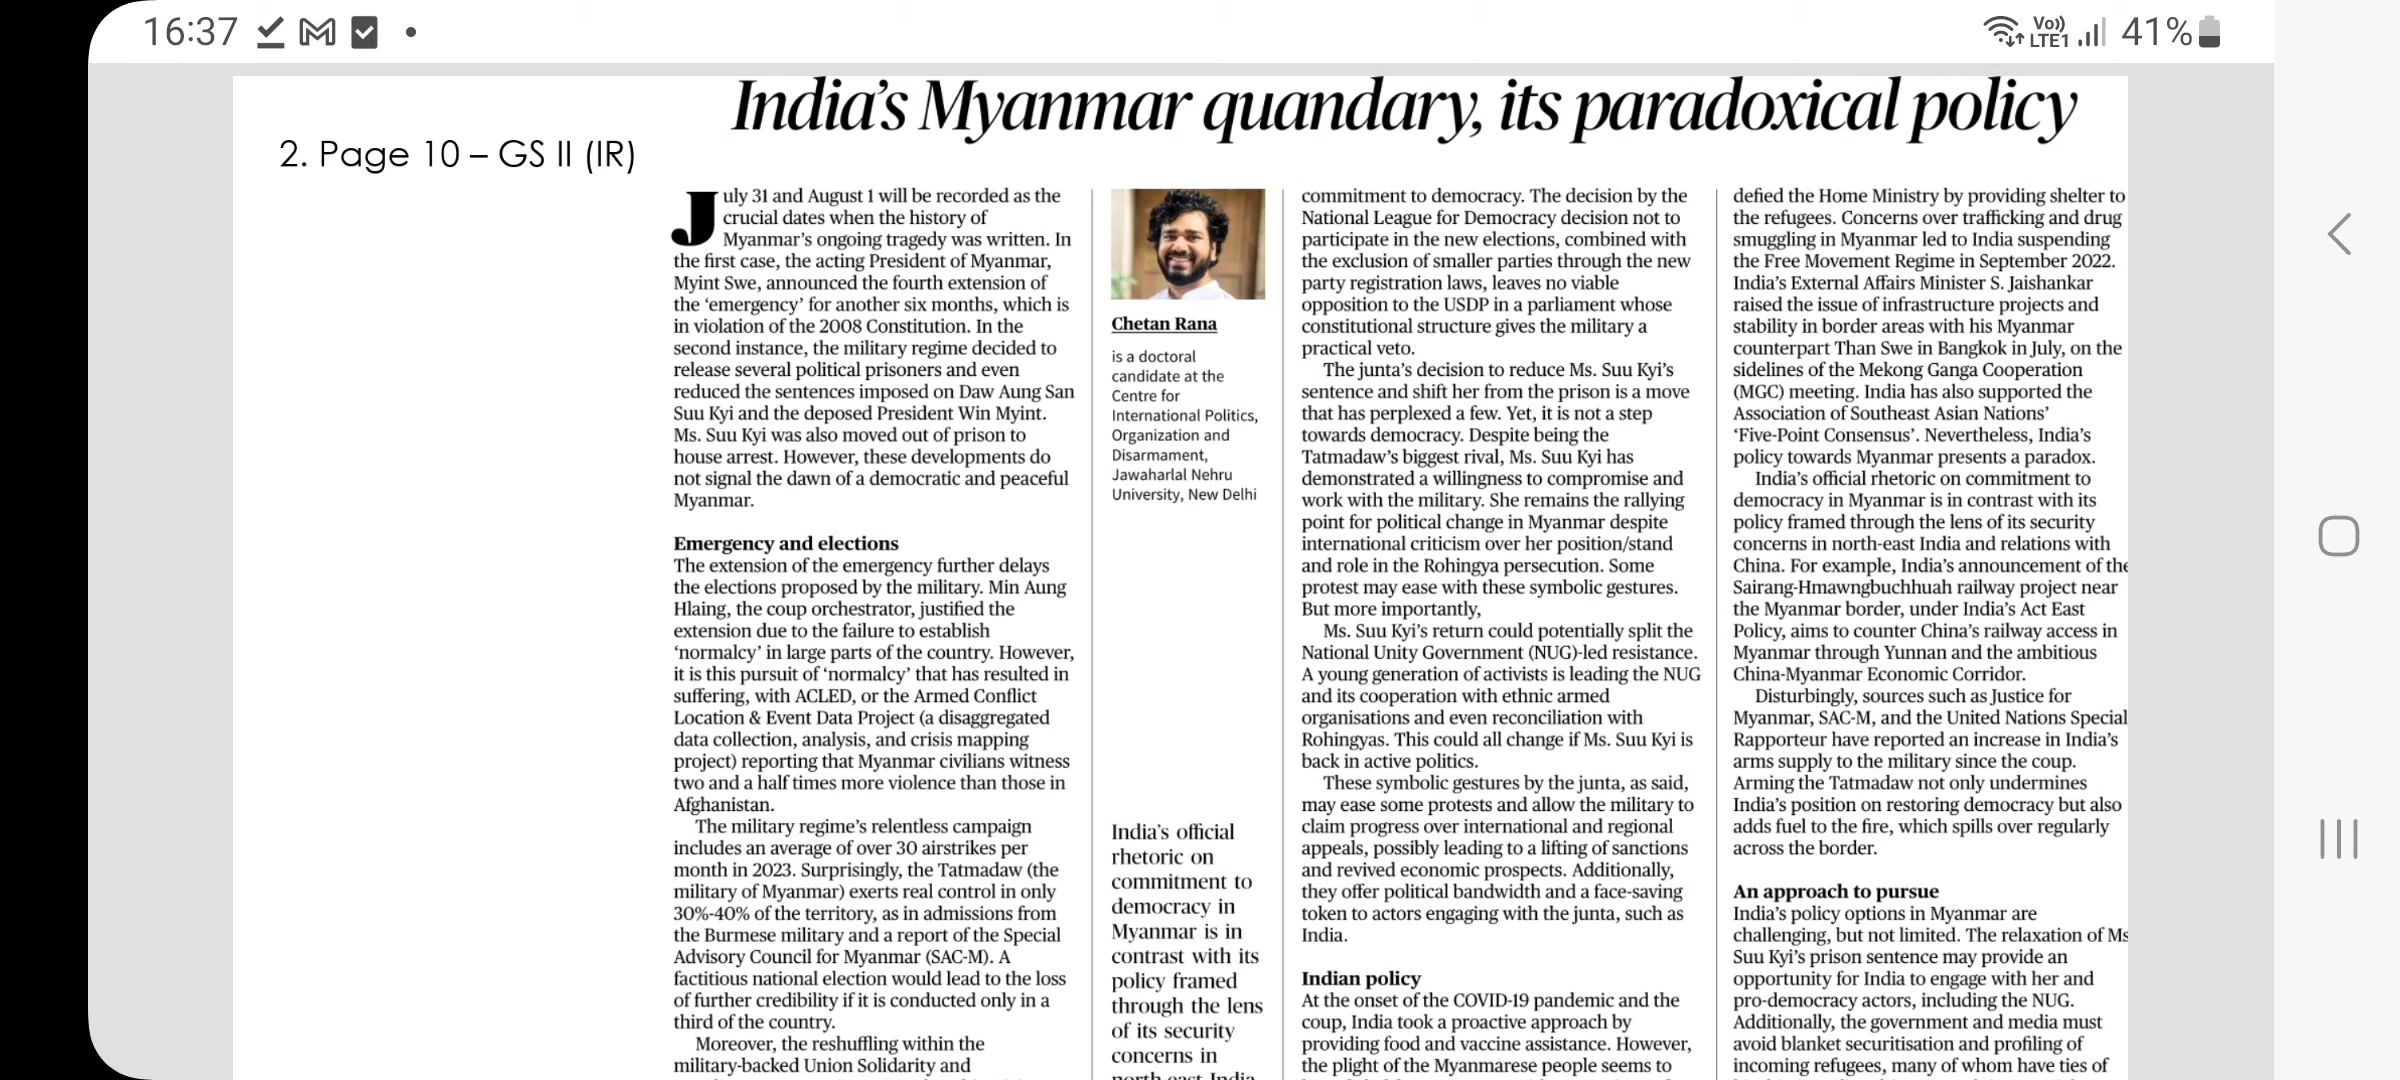 16:37
Vo)) LTE1 41%
India's Myanmar quandary, its paradoxical policy
2. Page 10 – GS II (IR)
July 31 and August 1 will be recorded as the
crucial dates when the history of
Myanmar's ongoing tragedy was written. In
the first case, the acting President of Myanmar,
Myint Swe, announced the fourth extension of
the 'emergency' for another six months, which is
in violation of the 2008 Constitution. In the
second instance, the military regime decided to
release several political prisoners and even
reduced the sentences imposed on Daw Aung San
Suu Kyi and the deposed President Win Myint.
Ms. Suu Kyi was also moved out of prison to
house arrest. However, these developments do
not signal the dawn of a democratic and peaceful
Myanmar.
Emergency and elections
The extension of the emergency further delays
the elections proposed by the military. Min Aung
Hlaing, the coup orchestrator, justified the
extension due to the failure to establish
'normalcy' in large parts of the country. However,
it is this pursuit of 'normalcy' that has resulted in
suffering, with ACLED, or the Armed Conflict
Location & Event Data Project (a disaggregated
data collection, analysis, and crisis mapping
project) reporting that Myanmar civilians witness
two and a half times more violence than those in
Afghanistan.
The military regime's relentless campaign
includes an average of over 30 airstrikes per
month in 2023. Surprisingly, the Tatmadaw (the
military of Myanmar) exerts real control in only
30%-40% of the territory, as in admissions from
the Burmese military and a report of the Special
Advisory Council for Myanmar (SAC-M). A
factitious national election would lead to the loss
of further credibility if it is conducted only in a
third of the country.
Moreover, the reshuffling within the
military-backed Union Solidarity and
Chetan Rana
is a doctoral
candidate at the
Centre for
International Politics,
Organization and
Disarmament,
Jawaharlal Nehru
University, New Delhi
India's official
rhetoric on
commitment to
democracy in
Myanmar is in
contrast with its
policy framed
through the lens
of its security
concerns in
north-east India
commitment to democracy. The decision by the
National League for Democracy decision not to
participate in the new elections, combined with
the exclusion of smaller parties through the new
party registration laws, leaves no viable
opposition to the USDP in a parliament whose
constitutional structure gives the military a
practical veto.
The junta's decision to reduce Ms. Suu Kyi's
sentence and shift her from the prison is a move
that has perplexed a few. Yet, it is not a step
towards democracy. Despite being the
Tatmadaw's biggest rival, Ms. Suu Kyi has
demonstrated a willingness to compromise and
work with the military. She remains the rallying
point for political change in Myanmar despite
international criticism over her position/stand
and role in the Rohingya persecution. Some
protest may ease with these symbolic gestures.
But more importantly,
Ms. Suu Kyi's return could potentially split the
National Unity Government (NUG)-led resistance.
A young generation of activists is leading the NUG
and its cooperation with ethnic armed
organisations and even reconciliation with
Rohingyas. This could all change if Ms. Suu Kyi is
back in active politics.
These symbolic gestures by the junta, as said,
may ease some protests and allow the military to
claim progress over international and regional
appeals, possibly leading to a lifting of sanctions
and revived economic prospects. Additionally,
they offer political bandwidth and a face-saving
token to actors engaging with the junta, such as
India.
Indian policy
At the onset of the COVID-19 pandemic and the
coup, India took a proactive approach by
providing food and vaccine assistance. However,
the plight of the Myanmarese people seems to
defied the Home Ministry by providing shelter to
the refugees. Concerns over trafficking and drug
smuggling in Myanmar led to India suspending
the Free Movement Regime in September 2022.
India's External Affairs Minister S. Jaishankar
raised the issue of infrastructure projects and
stability in border areas with his Myanmar
counterpart Than Swe in Bangkok in July, on the
sidelines of the Mekong Ganga Cooperation
(MGC) meeting. India has also supported the
Association of Southeast Asian Nations'
'Five-Point Consensus'. Nevertheless, India's
policy towards Myanmar presents a paradox.
India's official rhetoric on commitment to
democracy in Myanmar is in contrast with its
policy framed through the lens of its security
concerns in north-east India and relations with
China. For example, India's announcement of the
Sairang-Hmawngbuchhuah railway project near
the Myanmar border, under India's Act East
Policy, aims to counter China's railway access in
Myanmar through Yunnan and the ambitious
China-Myanmar Economic Corridor.
Disturbingly, sources such as Justice for
Myanmar, SAC-M, and the United Nations Special
Rapporteur have reported an increase in India's
arms supply to the military since the coup.
Arming the Tatmadaw not only undermines
India's position on restoring democracy but also
adds fuel to the fire, which spills over regularly
across the border.
An approach to pursue
India's policy options in Myanmar are
challenging, but not limited. The relaxation of Ms
Suu Kyi's prison sentence may provide an
opportunity for India to engage with her and
pro-democracy actors, including the NUG.
Additionally, the government and media must
avoid blanket securitisation and profiling of
incoming refugees, many of whom have ties of